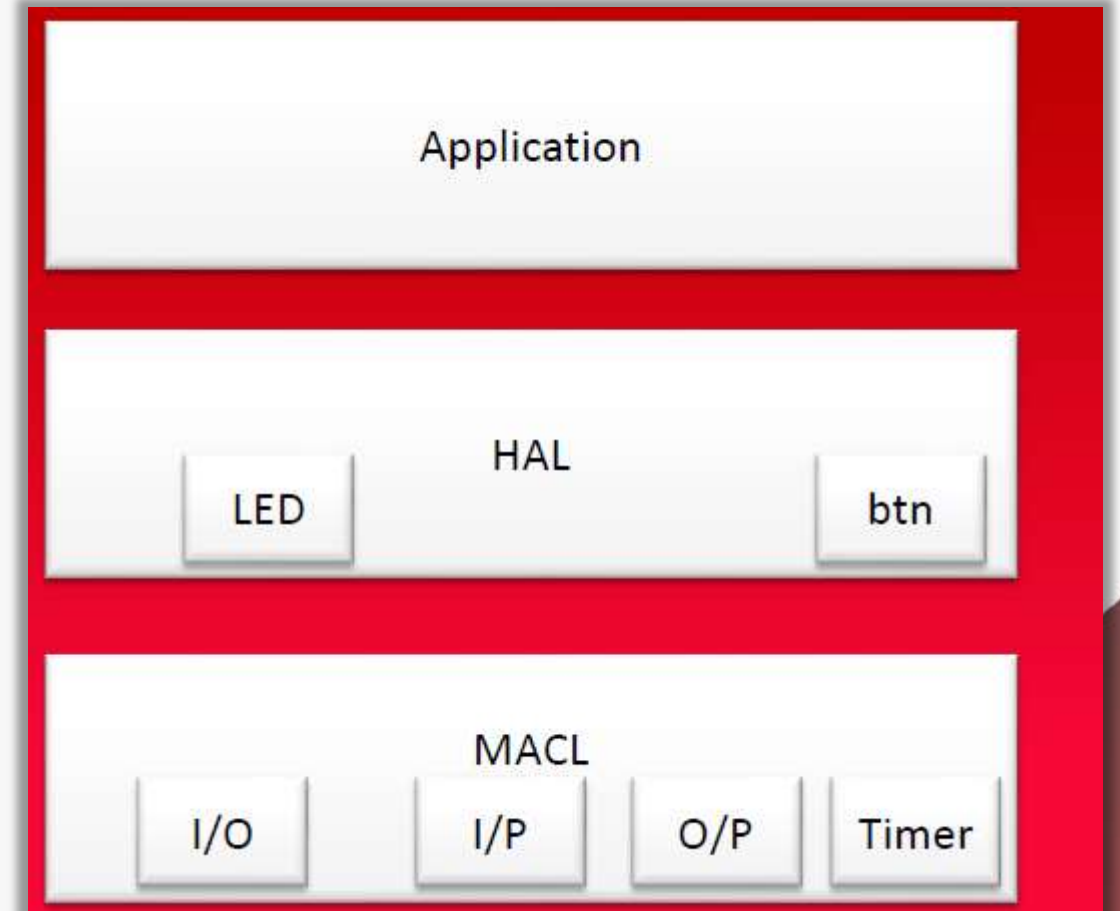 Application
HAL
LED
btn
MACL
I/O
I/P
O/P
Timer